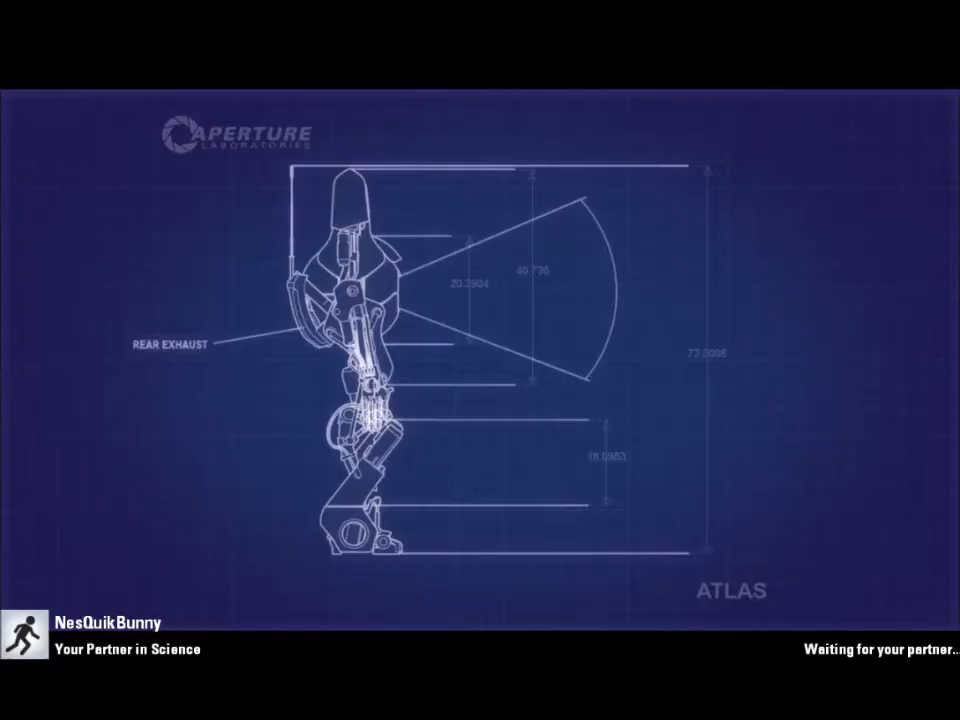 APERTURE
LABORATORIES
40.736
20.2904
REAR EXHAUST
73.3006
18.0953
ATLAS
NesQuikBunny
Your Partner in Science
Waiting for your partner...